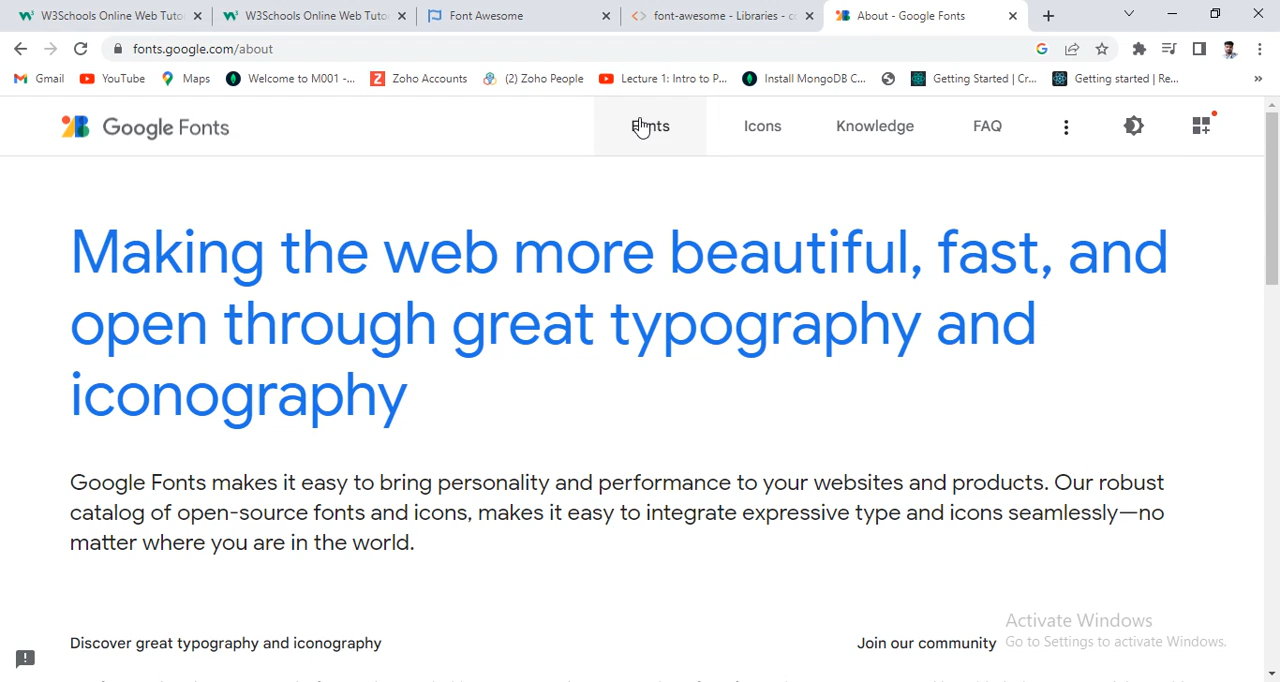 W3Schools Online Web Tuto
W3Schools Online Web Tuto
Font Awesome
font-awesome - Libraries - c
About - Google Fonts
fonts.google.com/about
Gmail
YouTube
Maps
Welcome to M001 -...
Zoho Accounts
(2) Zoho People
Lecture 1: Intro to P...
Install MongoDB C...
Getting Started | Cr...
Getting started | Re...
»
Google Fonts
Fonts
Icons
Knowledge
FAQ
Making the web more beautiful, fast, and
open through great typography and
iconography
Google Fonts makes it easy to bring personality and performance to your websites and products. Our robust
catalog of open-source fonts and icons, makes it easy to integrate expressive type and icons seamlessly—no
matter where you are in the world.
Discover great typography and iconography
Join our community
Activate Windows
Go to Settings to activate Windows.